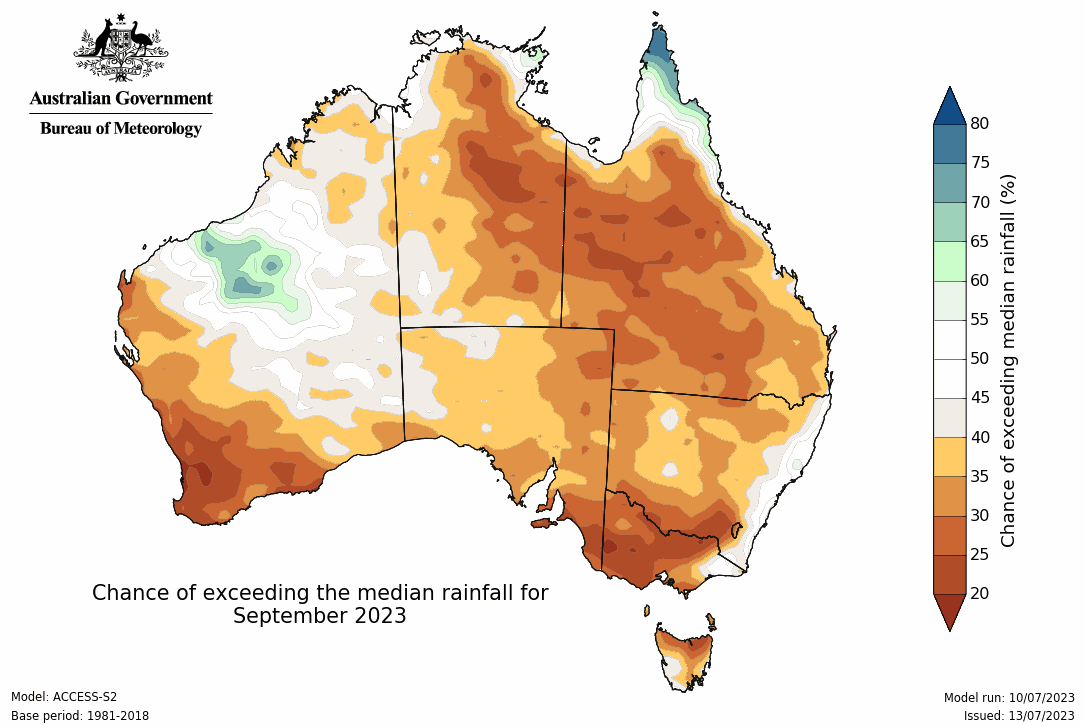 AUSTRALIA
Australian Government
Bureau of Meteorology
80
75
70
65
60
55
50
45
40
35
30
25
20
Chance of exceeding median rainfall (%)
Chance of exceeding the median rainfall for
September 2023
Model: ACCESS-S2
Base period: 1981-2018
Model run: 10/07/2023
Issued: 13/07/2023